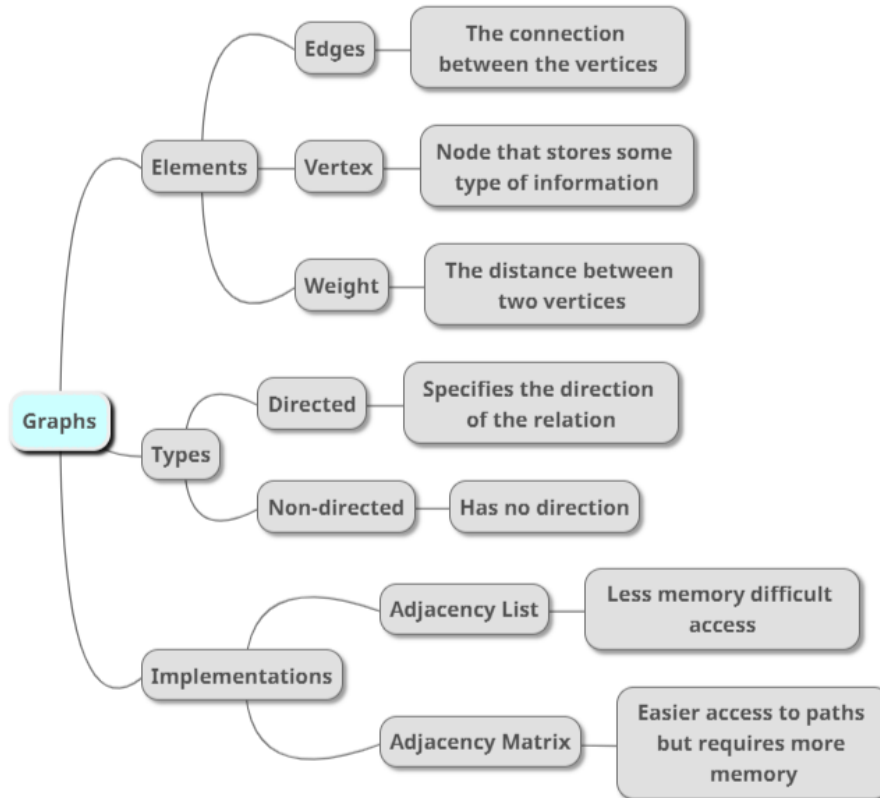 Edges
The connection
between the vertices
Elements
Vertex
Node that stores some
type of information
Weight
The distance between
two vertices
Graphs
Types
Directed
Specifies the direction
of the relation
Non-directed
Has no direction
Implementations
Adjacency List
Less memory difficult
access
Adjacency Matrix
Easier access to paths
but requires more
memory